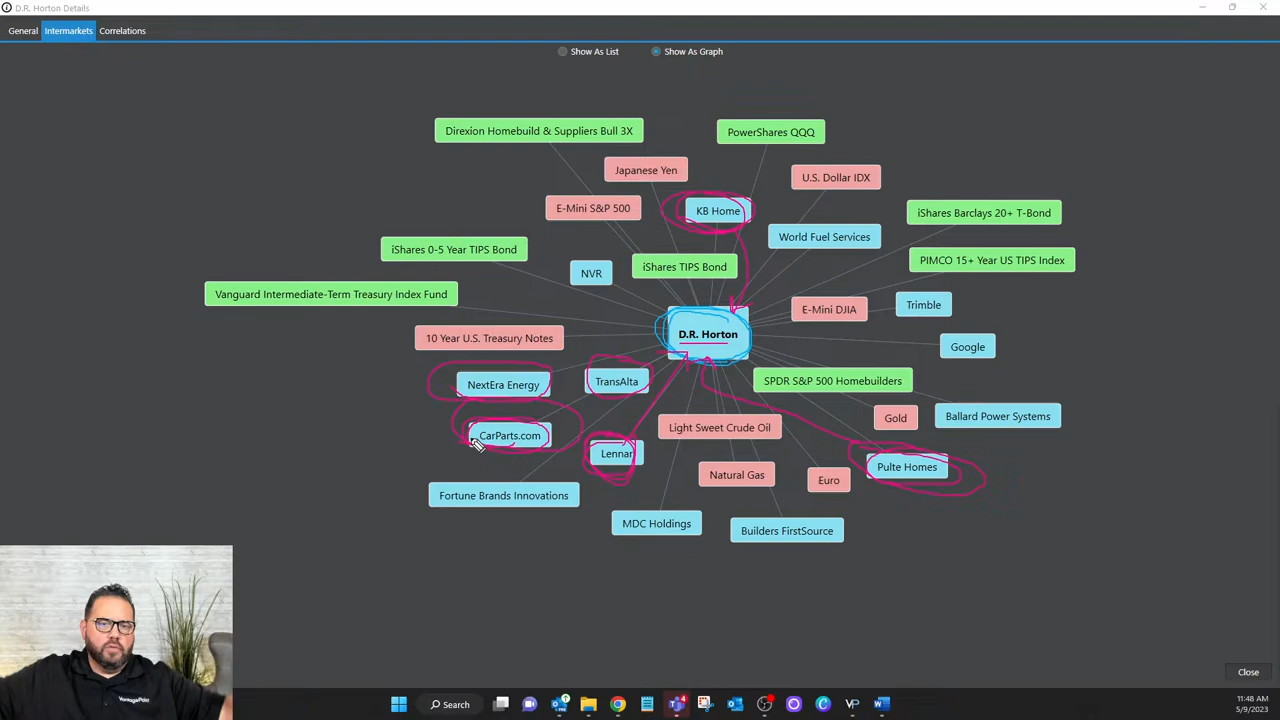 D.R. Horton Details
General Intermarkets Correlations
Show As List Show As Graph
Direxion Homebuild & Suppliers Bull 3X
PowerShares QQQ
Japanese Yen
U.S. Dollar IDX
E-Mini S&P 500
KB Home
iShares Barclays 20+ T-Bond
World Fuel Services
iShares 0-5 Year TIPS Bond
PIMCO 15+ Year US TIPS Index
NVR
iShares TIPS Bond
Vanguard Intermediate-Term Treasury Index Fund
E-Mini DJIA
Trimble
10 Year U.S. Treasury Notes
D.R. Horton
Google
NextEra Energy
TransAlta
SPDR S&P 500 Homebuilders
Gold
Ballard Power Systems
CarParts.com
Light Sweet Crude Oil
Lennar
Pulte Homes
Natural Gas
Euro
Fortune Brands Innovations
MDC Holdings
Builders FirstSource
Close
VantagePoint
Search
4
VP
11:48 AM
5/9/2023